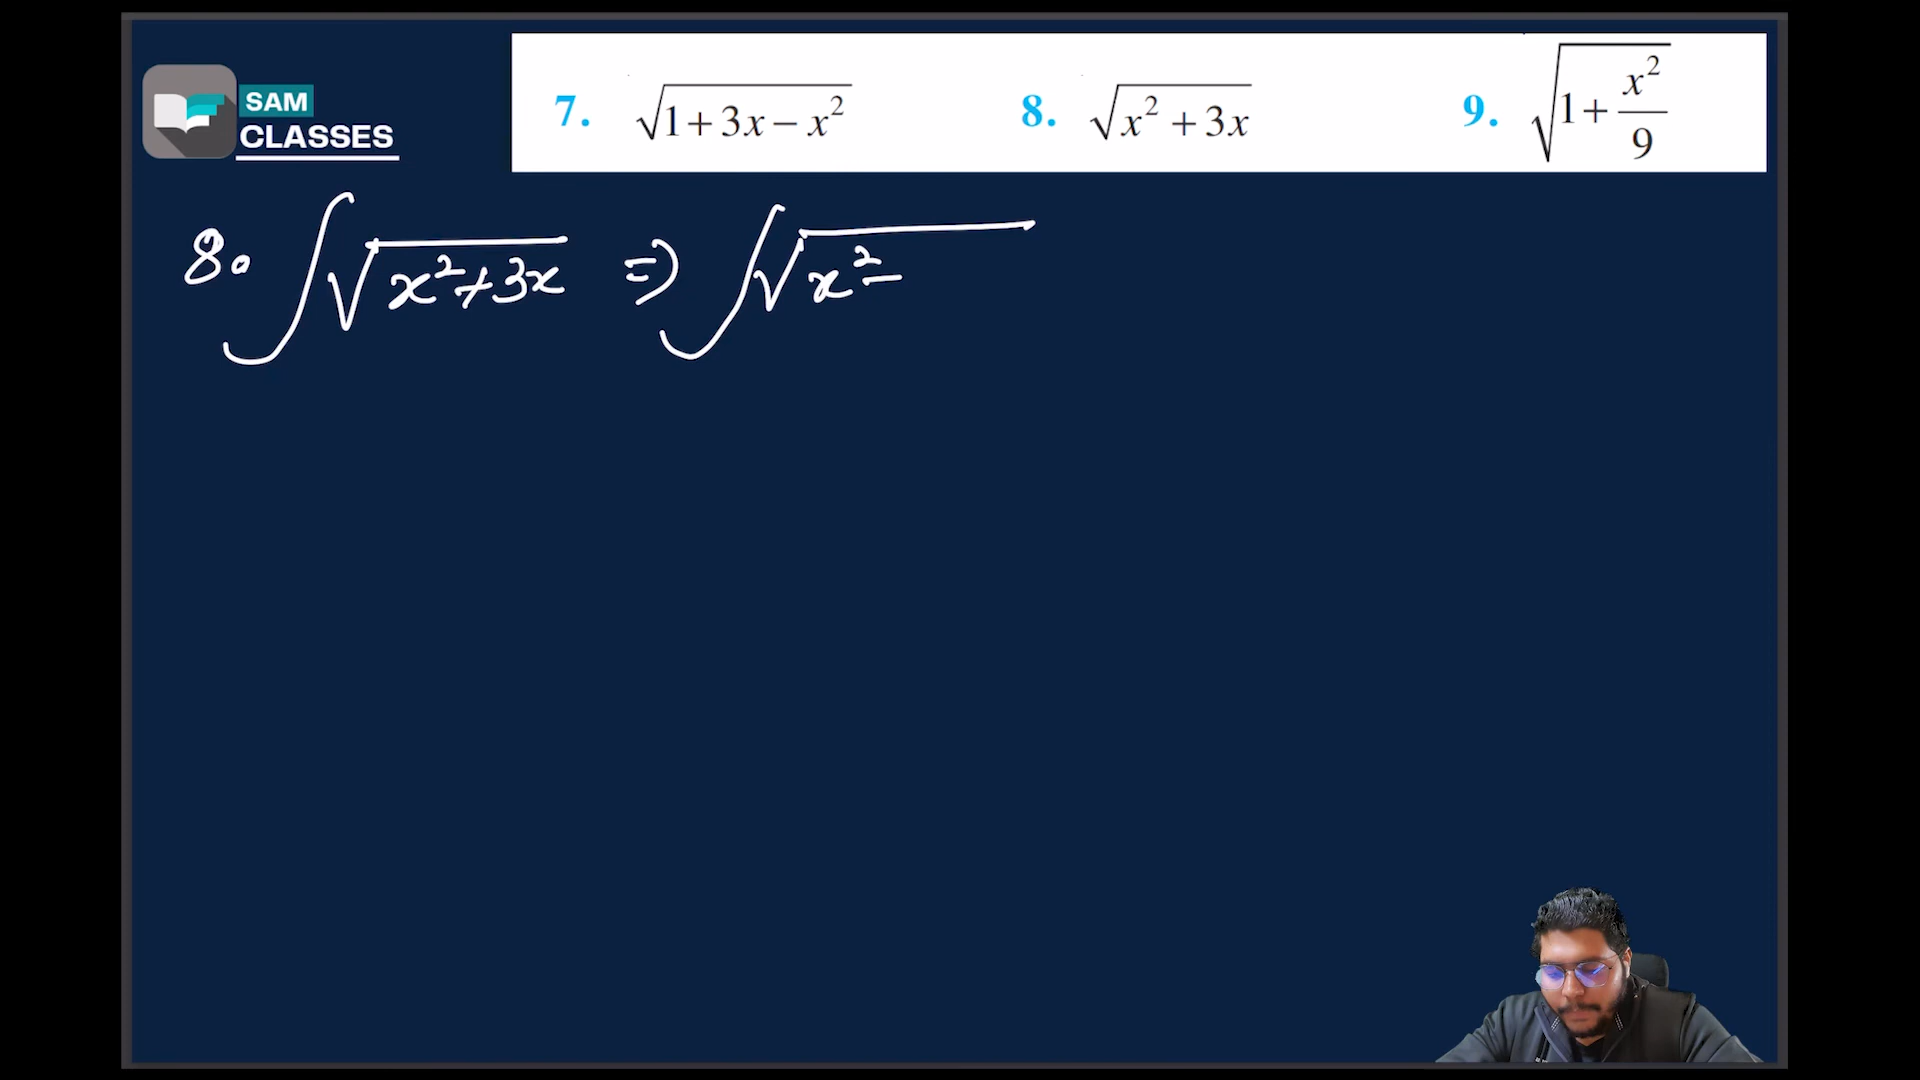 SAM
CLASSES
7. √(1+3x−x²) 8. √(x²+3x) 9. √(1+x²/9)
8. ∫√(x²+3x) ⇒ ∫√(x²−